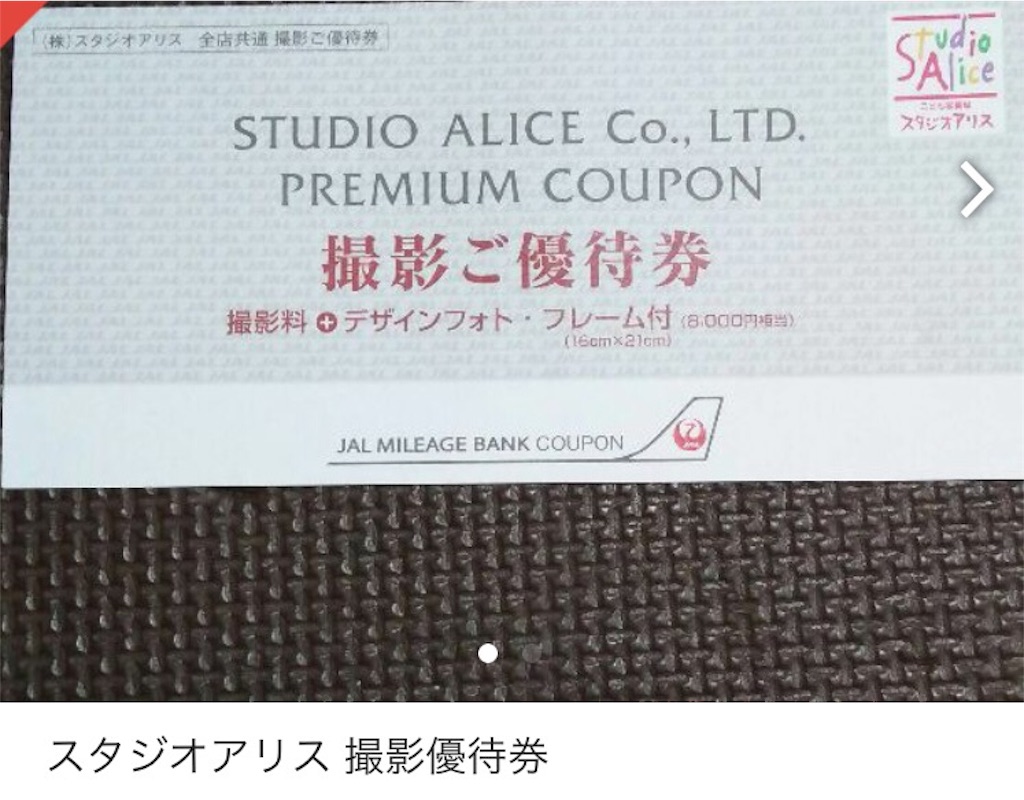 (株)スタジオアリス 全店共通 撮影ご優待券
Studio
Alice
こども写真館
スタジオアリス
STUDIO ALICE Co., LTD.
PREMIUM COUPON
撮影ご優待券
撮影料+デザインフォト・フレーム付(8,000円相当)
(16cm×21cm)
JAL MILEAGE BANK COUPON
JAL
スタジオアリス 撮影優待券